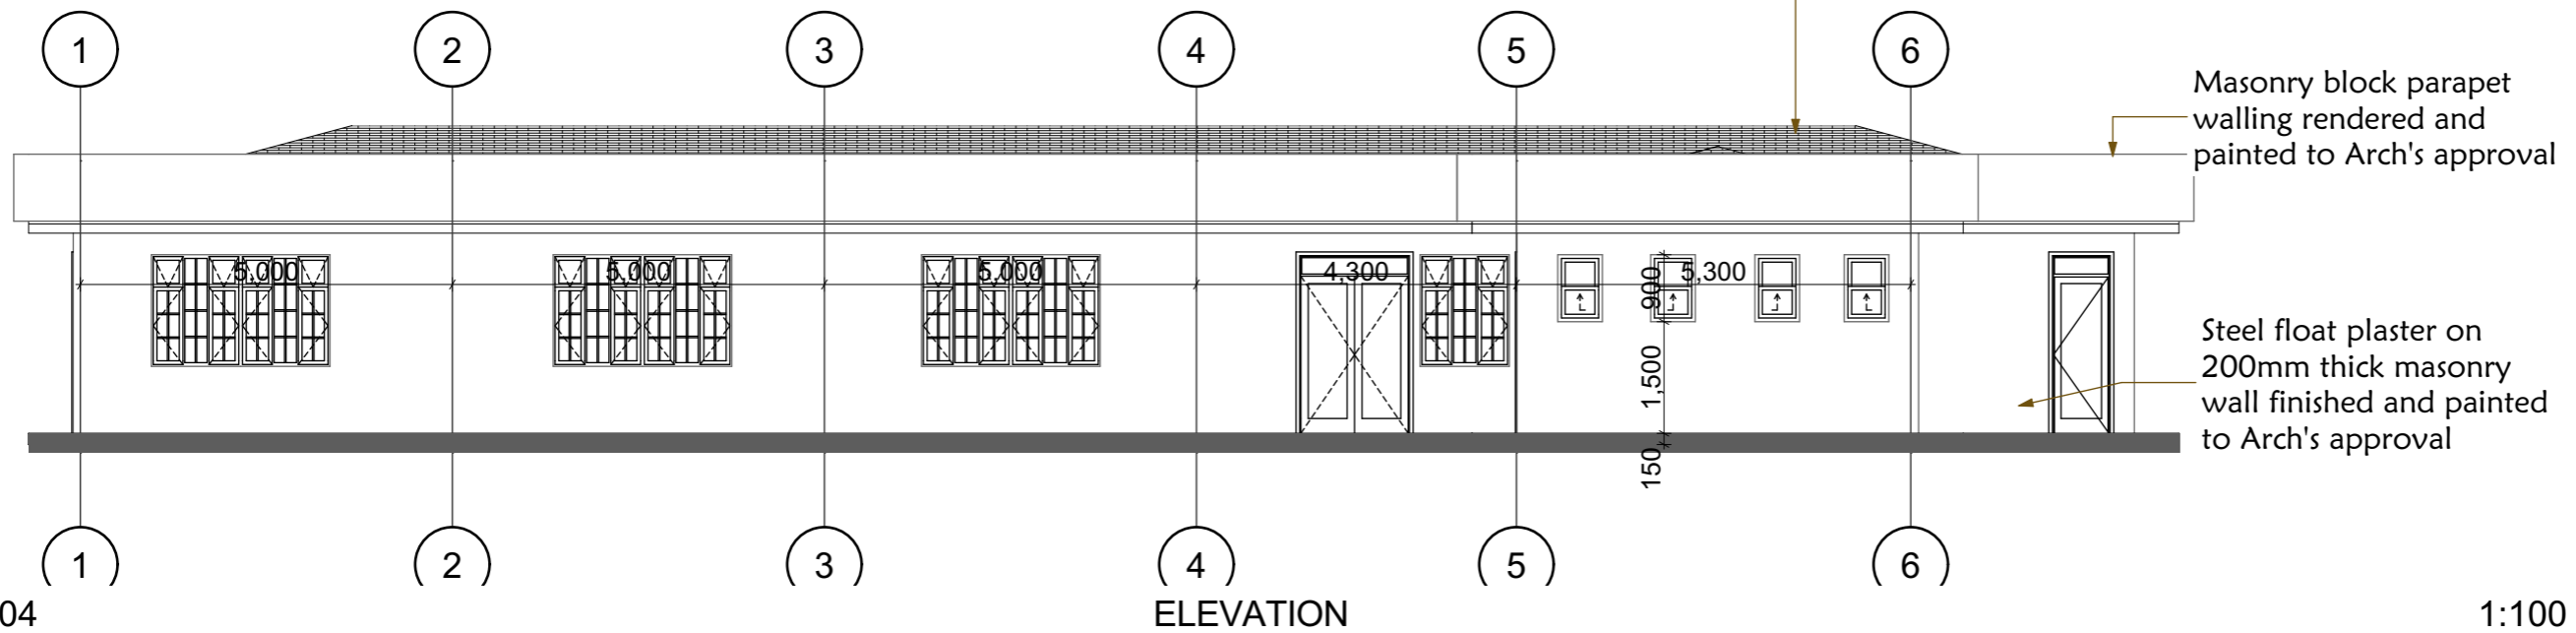 1 2 3 4 5 6
Masonry block parapet
walling rendered and
painted to Arch's approval
5,000 5,000 5,000 4,300 5,300
900
1,500
150
Steel float plaster on
200mm thick masonry
wall finished and painted
to Arch's approval
1 2 3 4 5 6
04 ELEVATION 1:100